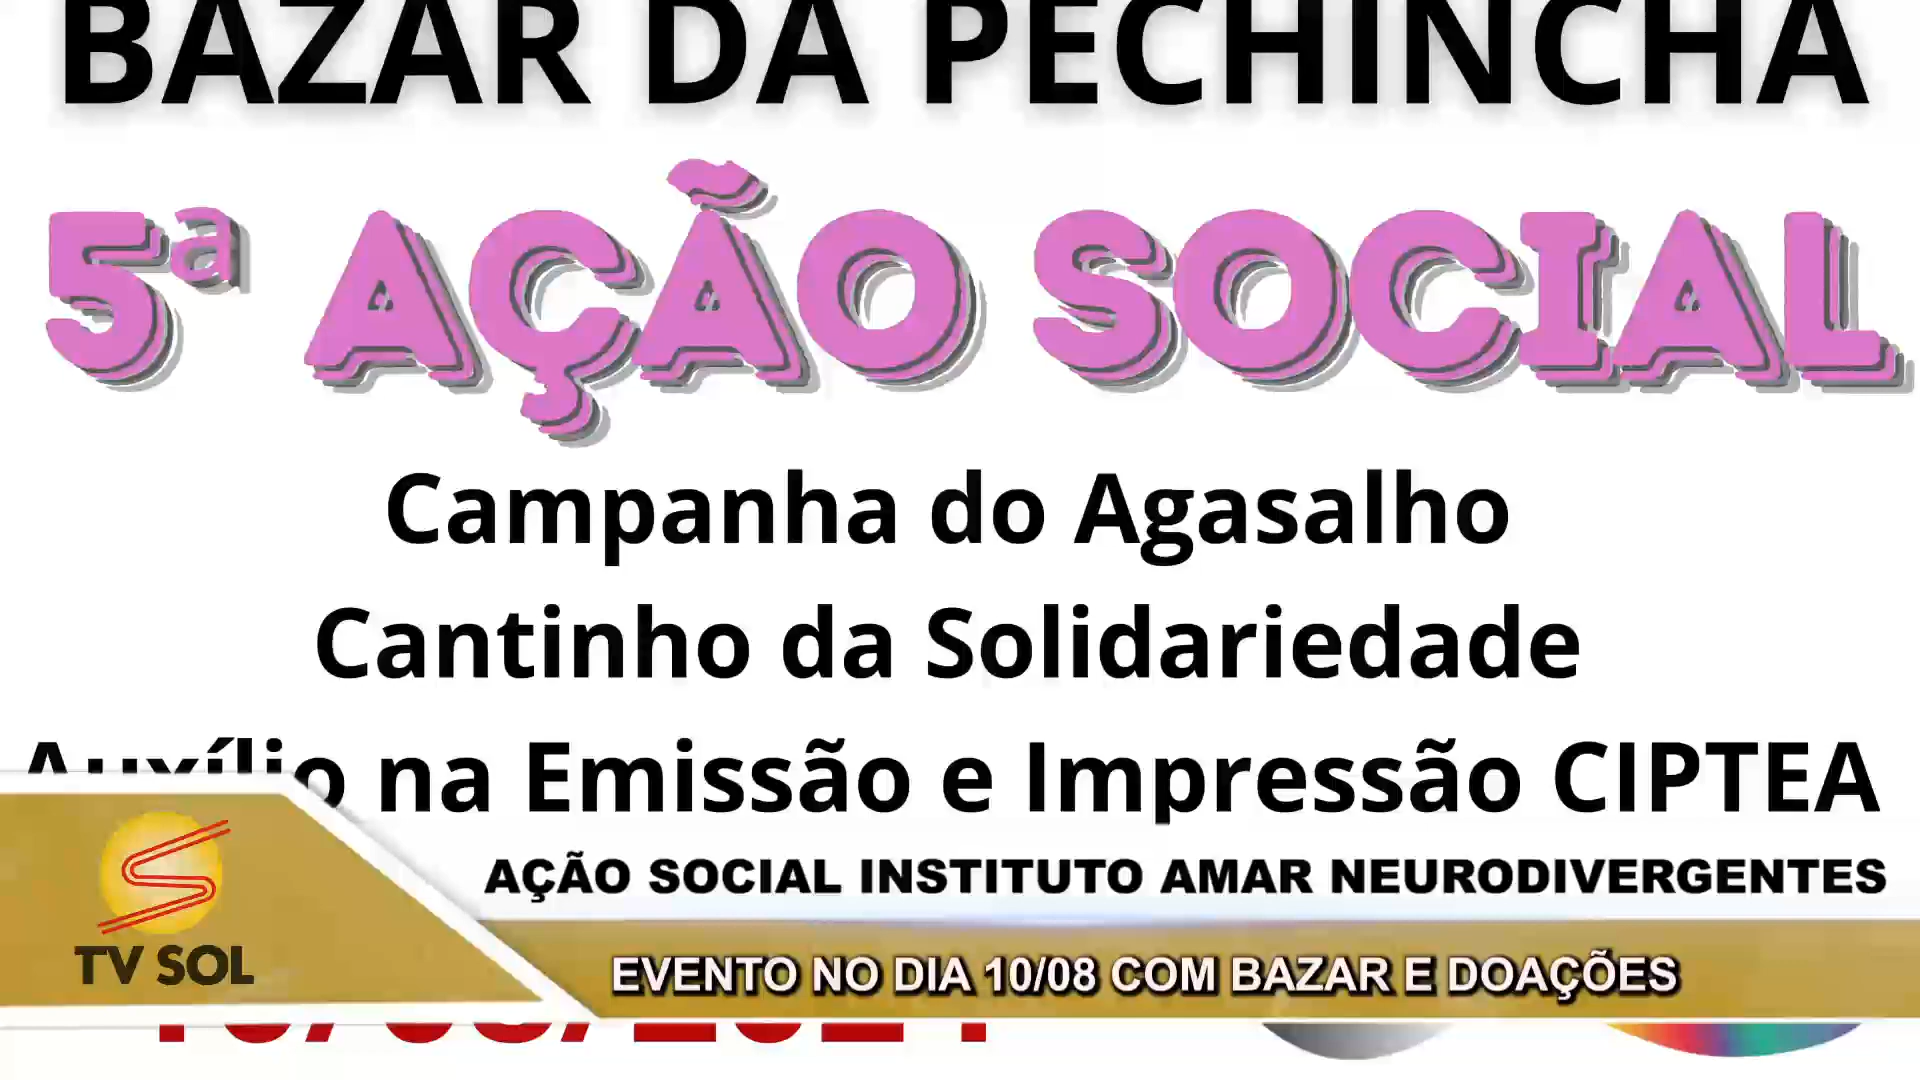 BAZAR DA PECHINCHA
5ª AÇÃO SOCIAL
Campanha do Agasalho
Cantinho da Solidariedade
Auxílio na Emissão e Impressão CIPTEA
AÇÃO SOCIAL INSTITUTO AMAR NEURODIVERGENTES
TV SOL
EVENTO NO DIA 10/08 COM BAZAR E DOAÇÕES